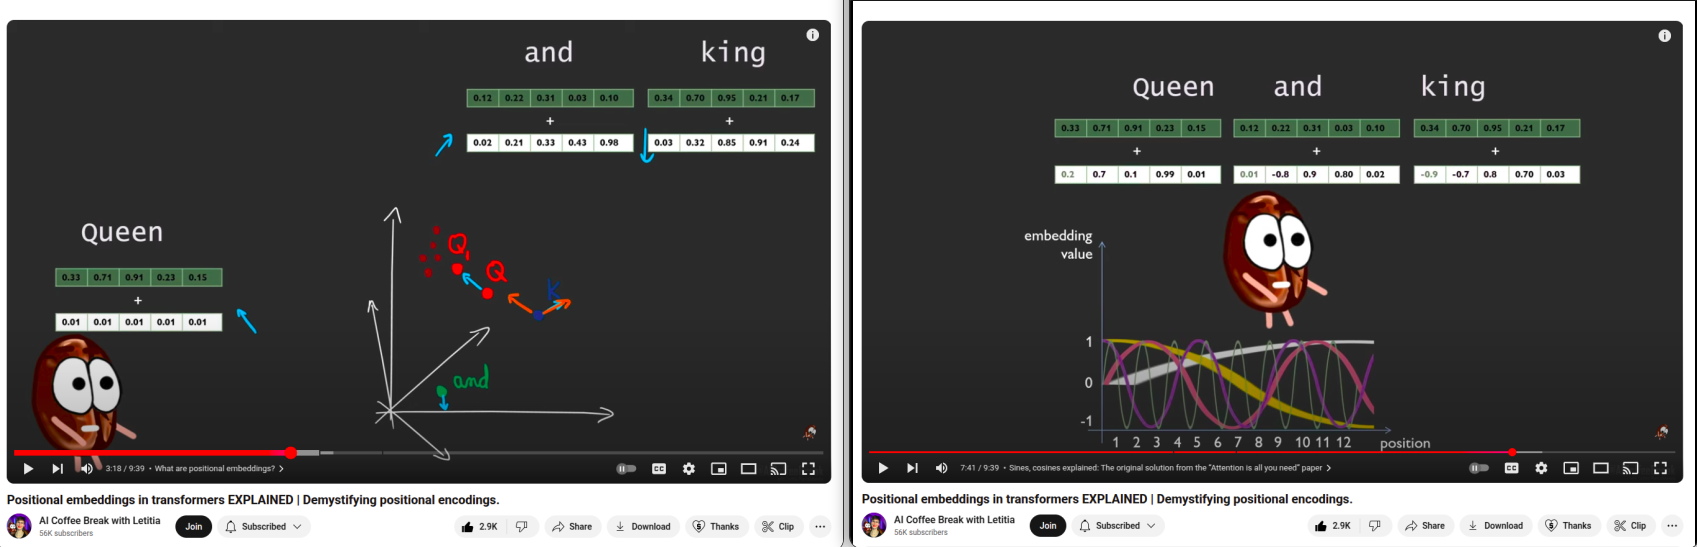 and king
0.12 0.22 0.31 0.03 0.10 0.34 0.70 0.95 0.21 0.17
+ +
0.02 0.21 0.33 0.43 0.98 0.03 0.32 0.85 0.91 0.24
Queen
0.33 0.71 0.91 0.23 0.15
+
0.01 0.01 0.01 0.01 0.01
Q,
Q
K
and
3:18 / 9:39 • What are positional embeddings? >
CC
Positional embeddings in transformers EXPLAINED | Demystifying positional encodings.
AI Coffee Break with Letitia
56K subscribers
Join
Subscribed
2.9K
Share
Download
Thanks
Clip
Queen and king
0.33 0.71 0.91 0.23 0.15 0.12 0.22 0.31 0.03 0.10 0.34 0.70 0.95 0.21 0.17
+ + +
0.2 0.7 0.1 0.99 0.01 0.01 -0.8 0.9 0.80 0.02 -0.9 -0.7 0.8 0.70 0.03
embedding
value
1
0
-1
1 2 3 4 5 6 7 8 9 10 11 12
position
7:41 / 9:39 • Sines, cosines explained: The original solution from the “Attention is all you need” paper >
CC
Positional embeddings in transformers EXPLAINED | Demystifying positional encodings.
AI Coffee Break with Letitia
56K subscribers
Join
Subscribed
2.9K
Share
Download
Thanks
Clip